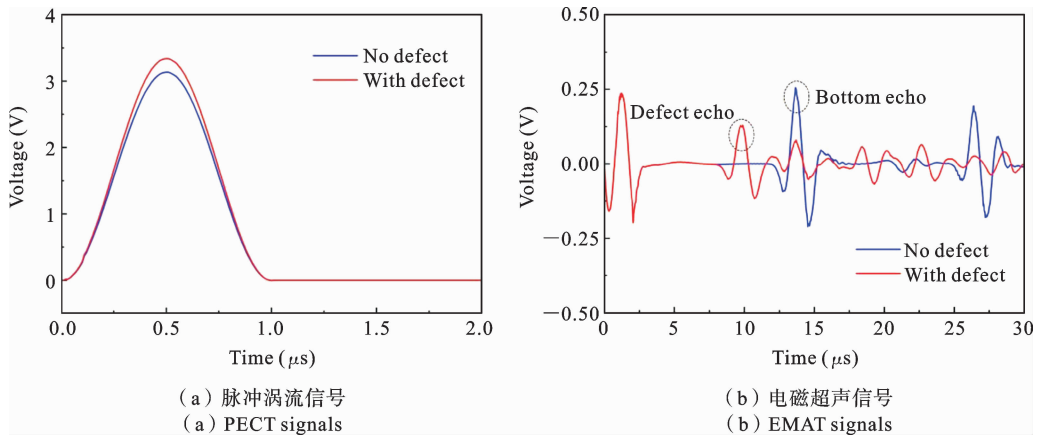 4
3
2
1
0
Voltage (V)
No defect
With defect
0.0
0.5
1.0
1.5
2.0
Time (μs)
(a)脉冲涡流信号
(a) PECT signals
0.50
0.25
0.00
−0.25
−0.50
Voltage (V)
Defect echo
Bottom echo
No defect
With defect
0
5
10
15
20
25
30
Time (μs)
(b)电磁超声信号
(b) EMAT signals